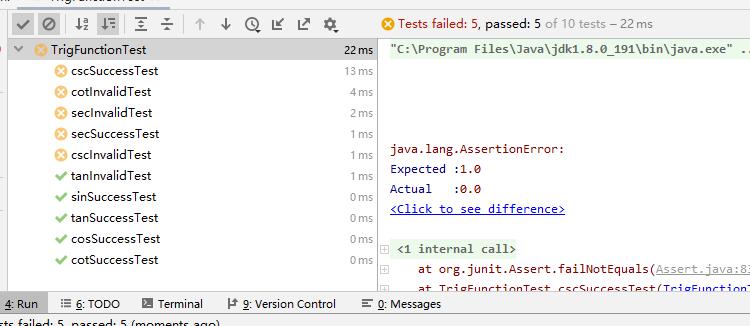 TrigFunctionTest
Tests failed: 5, passed: 5 of 10 tests – 22 ms
TrigFunctionTest 22 ms
cscSuccessTest 13 ms
cotInvalidTest 4 ms
secInvalidTest 2 ms
secSuccessTest 1 ms
cscInvalidTest 1 ms
tanInvalidTest 1 ms
sinSuccessTest 0 ms
tanSuccessTest 0 ms
cosSuccessTest 0 ms
cotSuccessTest 0 ms
"C:\Program Files\Java\jdk1.8.0_191\bin\java.exe" ..
java.lang.AssertionError:
Expected :1.0
Actual :0.0
<Click to see difference>
<1 internal call>
at org.junit.Assert.failNotEquals(Assert.java:83
at TrigFunctionTest.cscSuccessTest(TrigFunctionT
4: Run 6: TODO Terminal 9: Version Control 0: Messages
sts failed: 5, passed: 5 (moments ago)